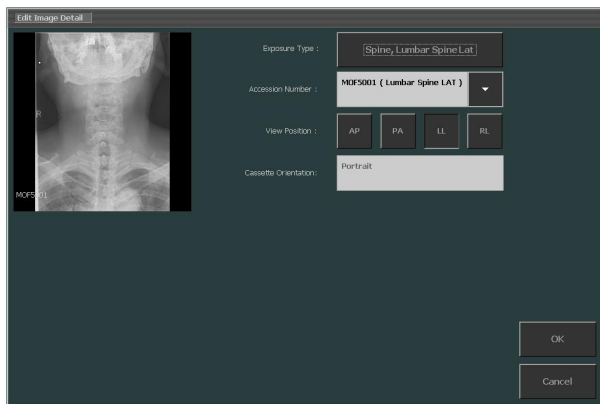 Edit Image Detail
Exposure Type :
Spine, Lumbar Spine Lat
Accession Number :
MOF5001 ( Lumbar Spine LAT )
R
View Position :
AP
PA
LL
RL
Cassette Orientation:
Portrait
MOF5001
OK
Cancel